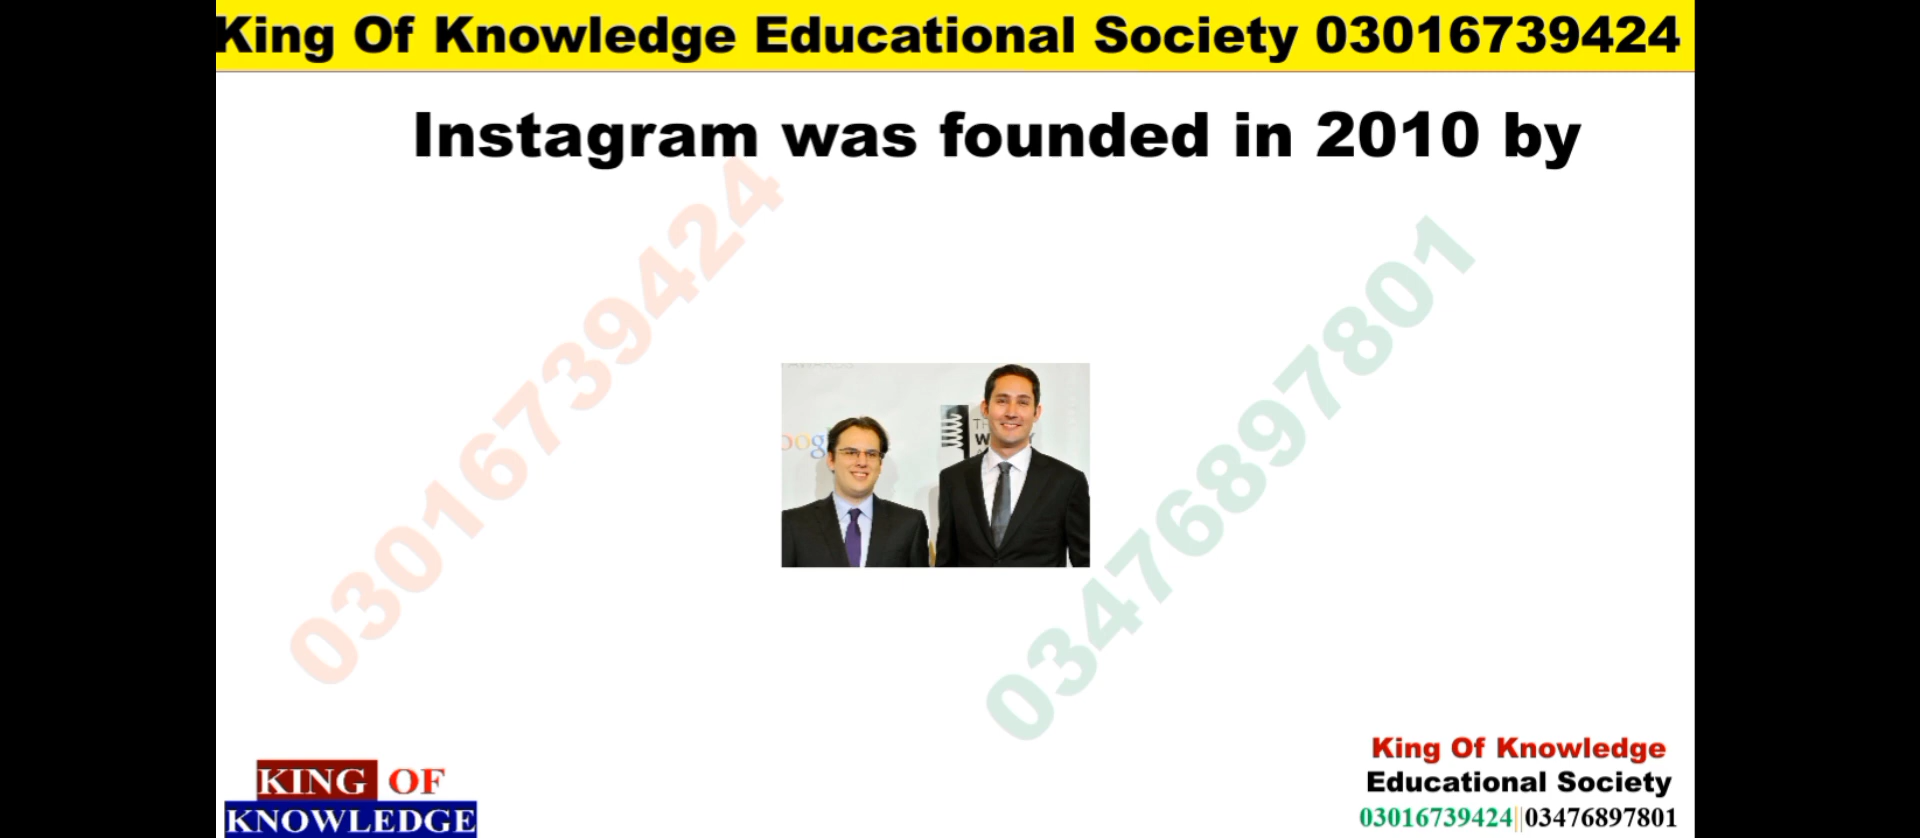 King Of Knowledge Educational Society 03016739424
Instagram was founded in 2010 by
03016739424
03476897801
KING OF
KNOWLEDGE
King Of Knowledge
Educational Society
03016739424||03476897801